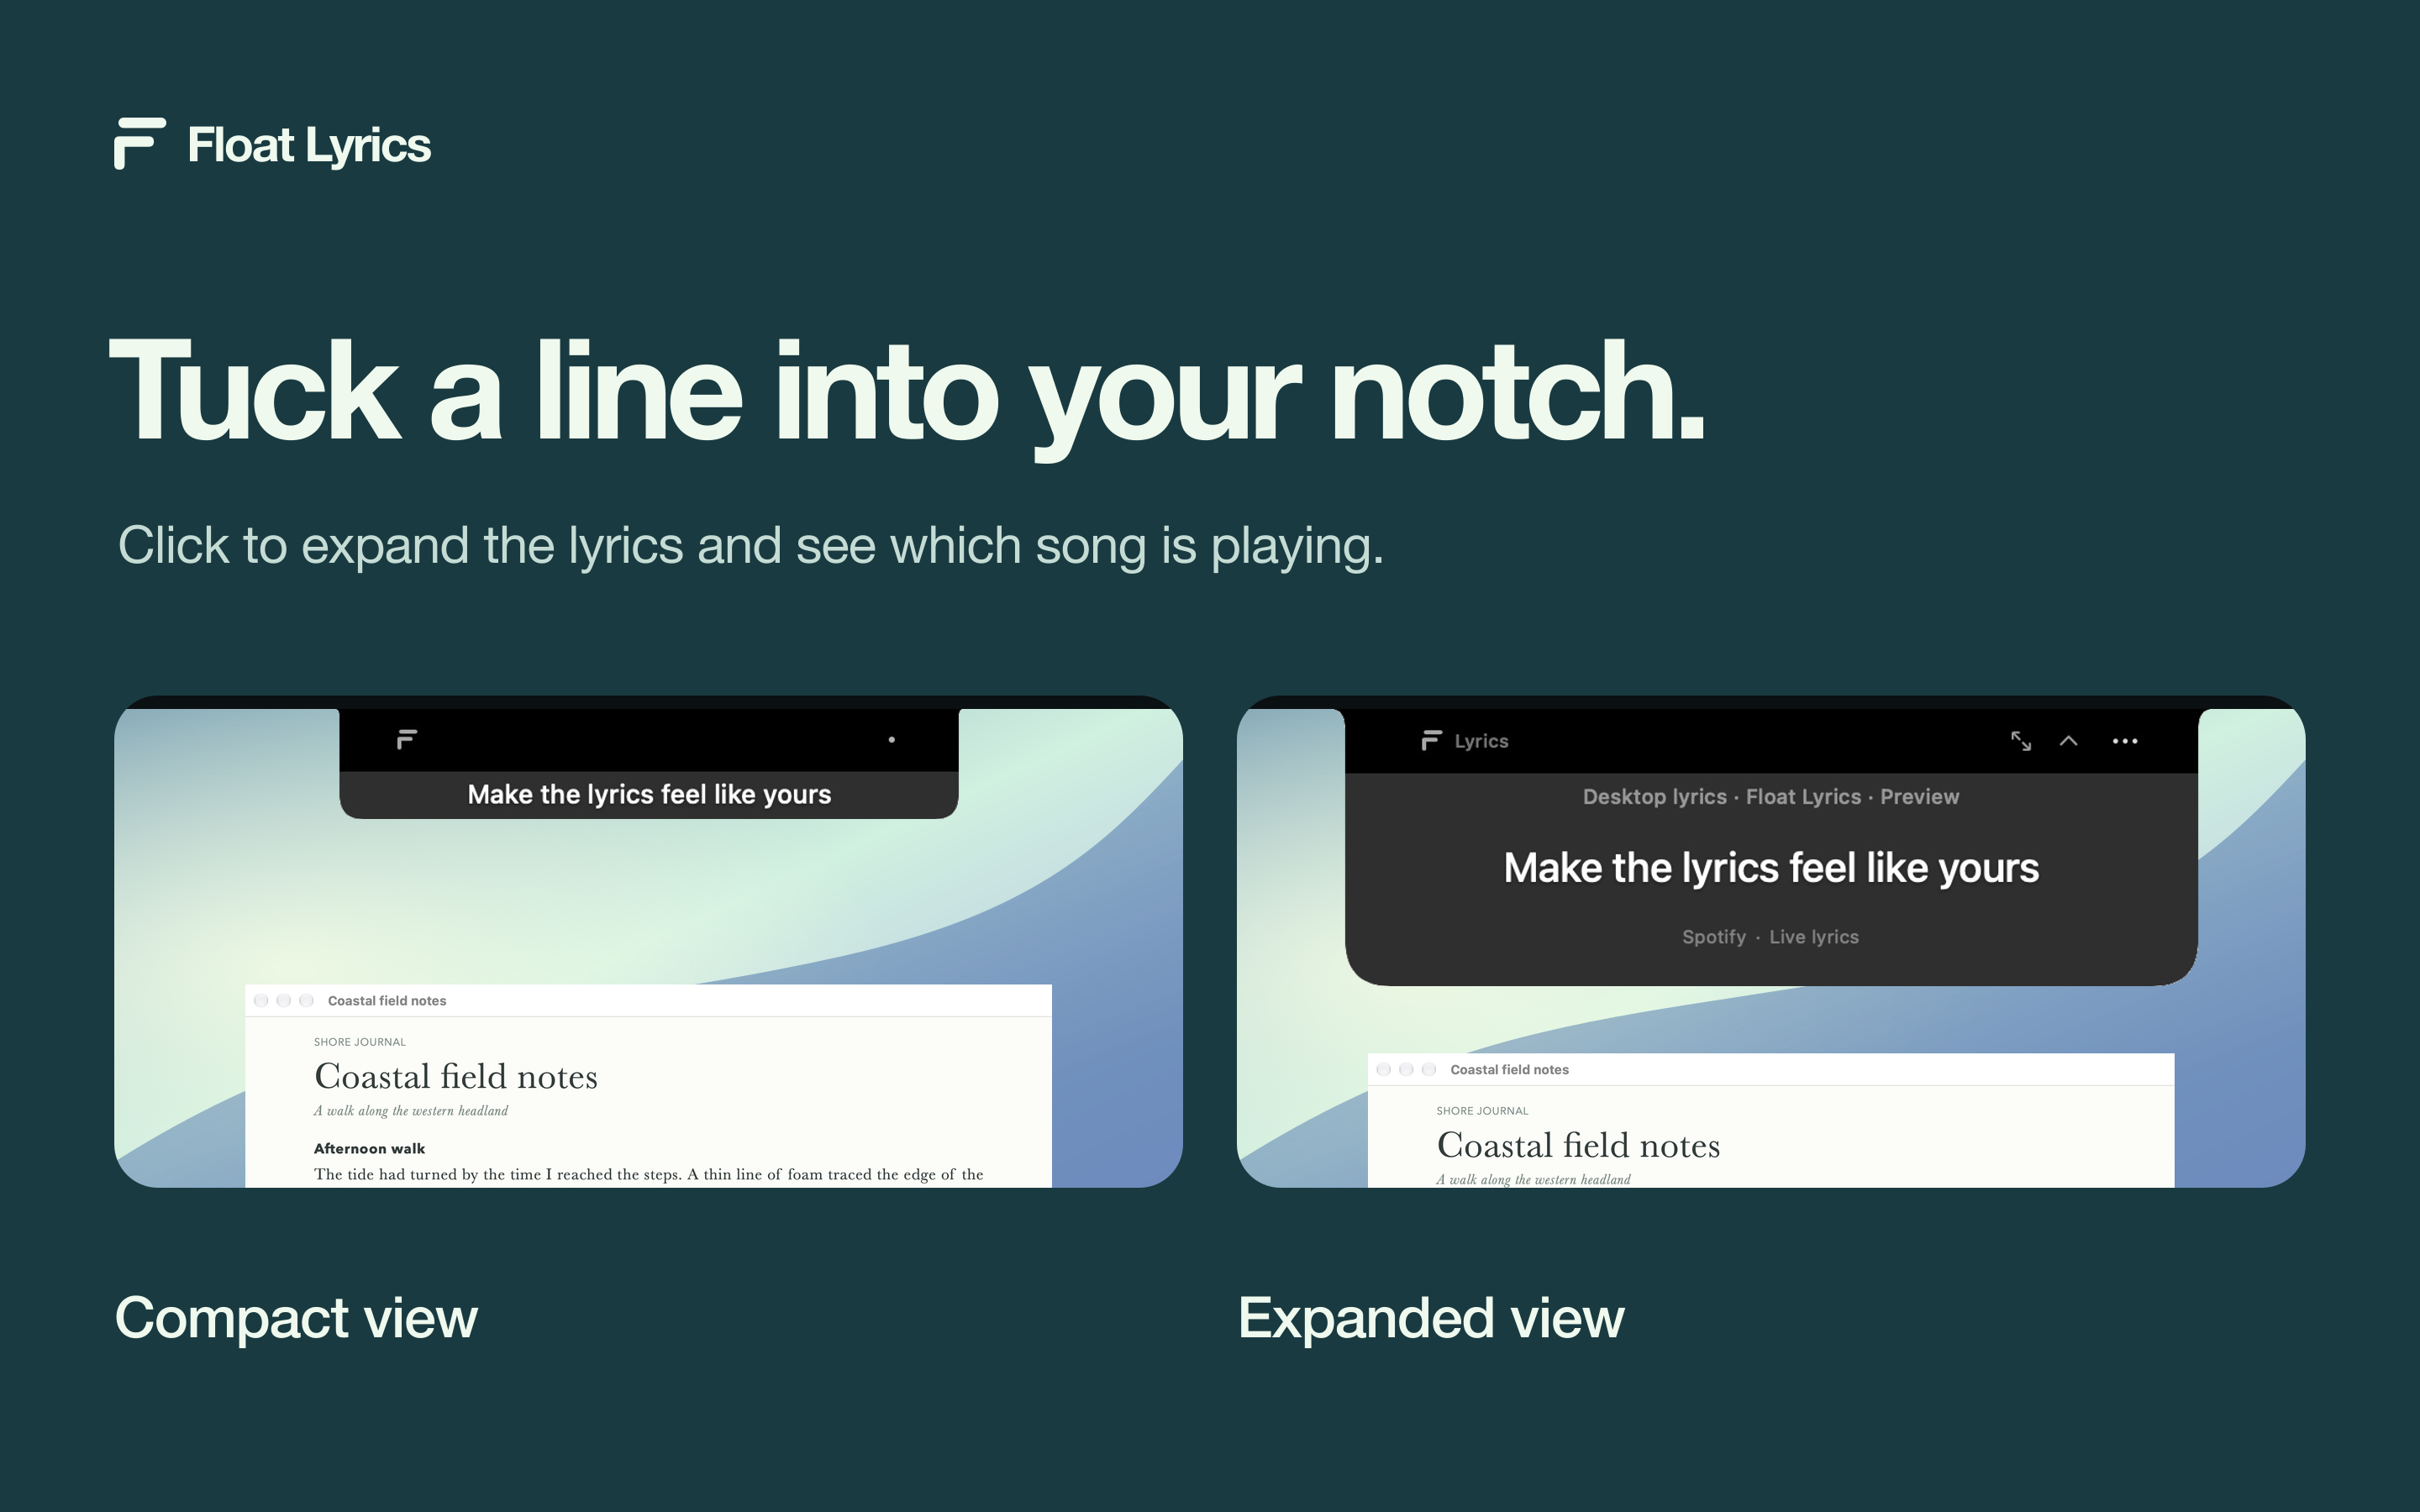 Float Lyrics
Tuck a line into your notch.
Click to expand the lyrics and see which song is playing.
Make the lyrics feel like yours
Coastal field notes
SHORE JOURNAL
Coastal field notes
A walk along the western headland
Afternoon walk
The tide had turned by the time I reached the steps. A thin line of foam traced the edge of the
Lyrics
Desktop lyrics · Float Lyrics · Preview
Make the lyrics feel like yours
Spotify · Live lyrics
Coastal field notes
SHORE JOURNAL
Coastal field notes
A walk along the western headland
Compact view
Expanded view